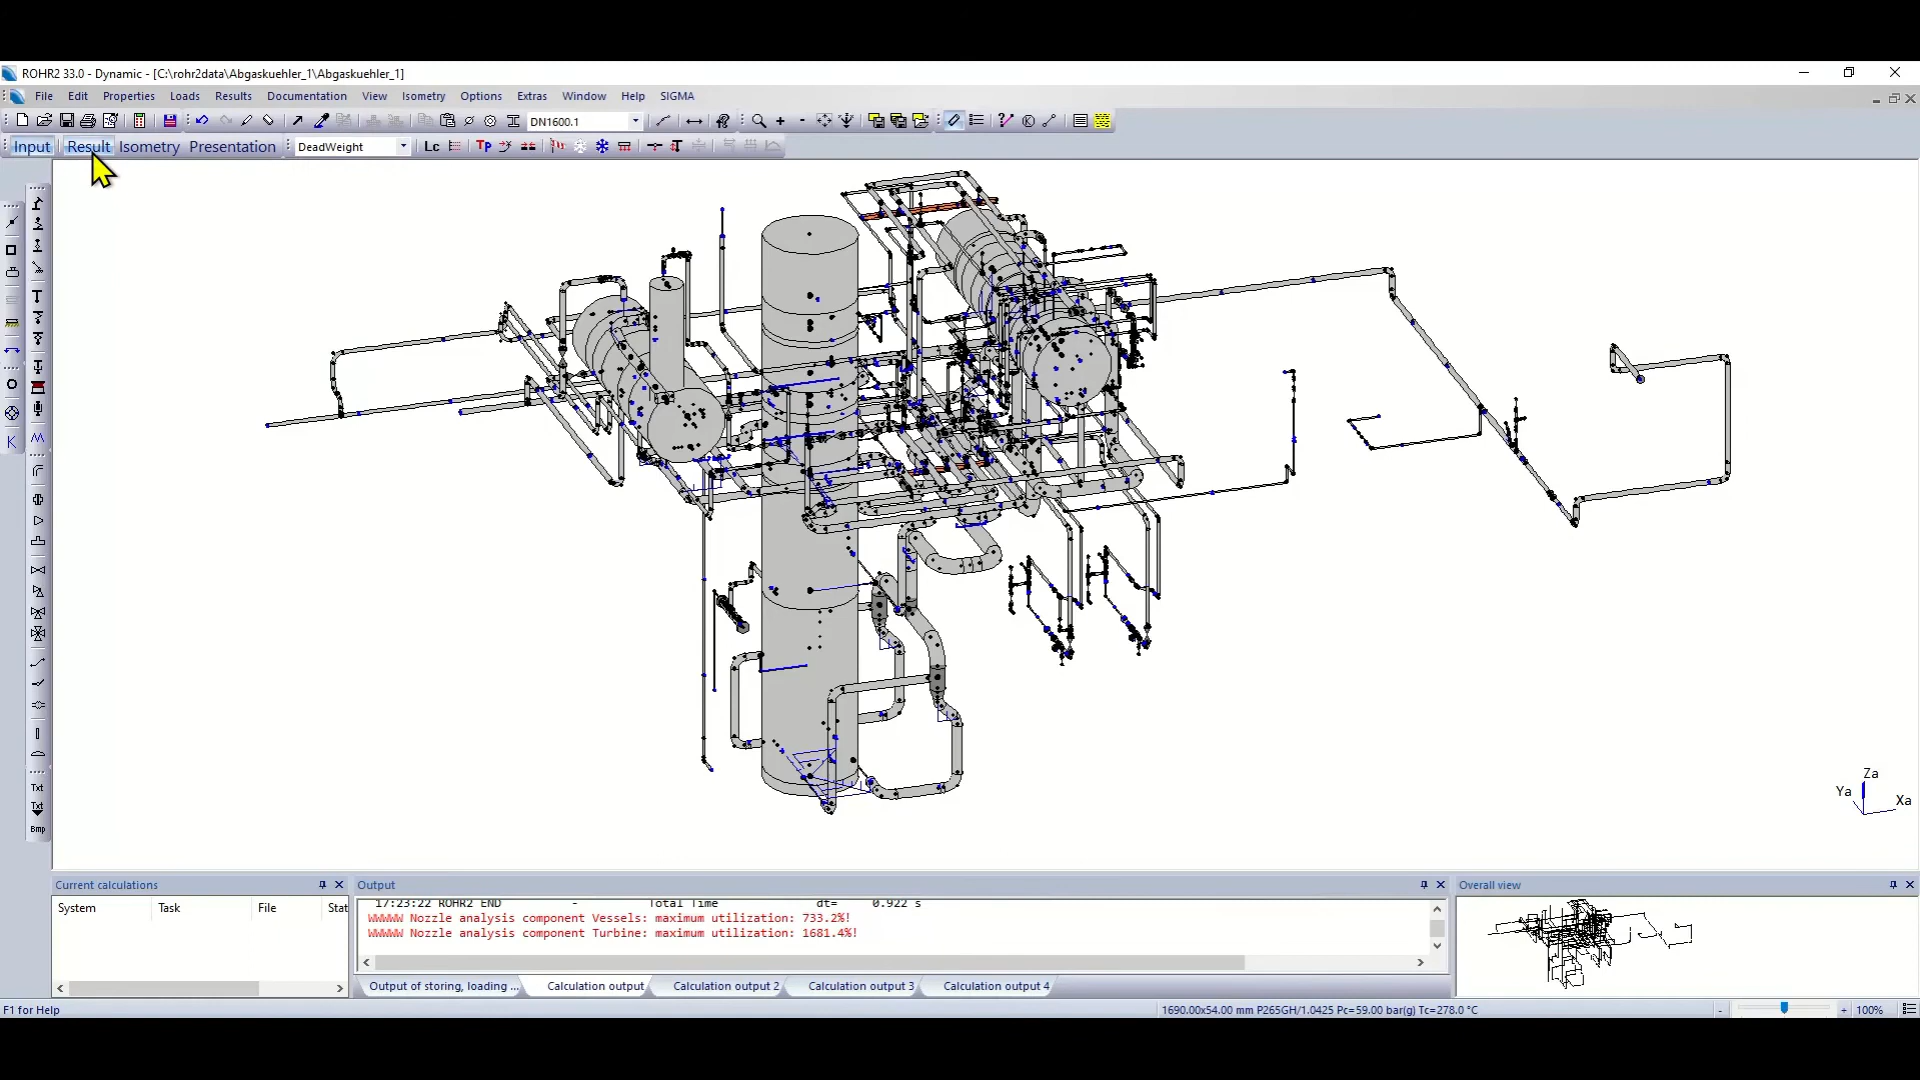 ROHR2 33.0 - Dynamic - [C:\rohr2data\Abgaskuehler_1\Abgaskuehler_1]
File Edit Properties Loads Results Documentation View Isometry Options Extras Window Help SIGMA
DN1600.1
Input Result Isometry Presentation DeadWeight Lc TP
K
Txt
Txt
Bmp
Za
Ya
Xa
Current calculations
System Task File Stat
Output
17:23:22 ROHR2 END - Total Time dt= 0.922 s
WWWWW Nozzle analysis component Vessels: maximum utilization: 733.2%!
WWWWW Nozzle analysis component Turbine: maximum utilization: 1681.4%!
Output of storing, loading ... Calculation output Calculation output 2 Calculation output 3 Calculation output 4
Overall view
F1 for Help
1690.00x54.00 mm P265GH/1.0425 Pc=59.00 bar(g) Tc=278.0 °C
- + 100%